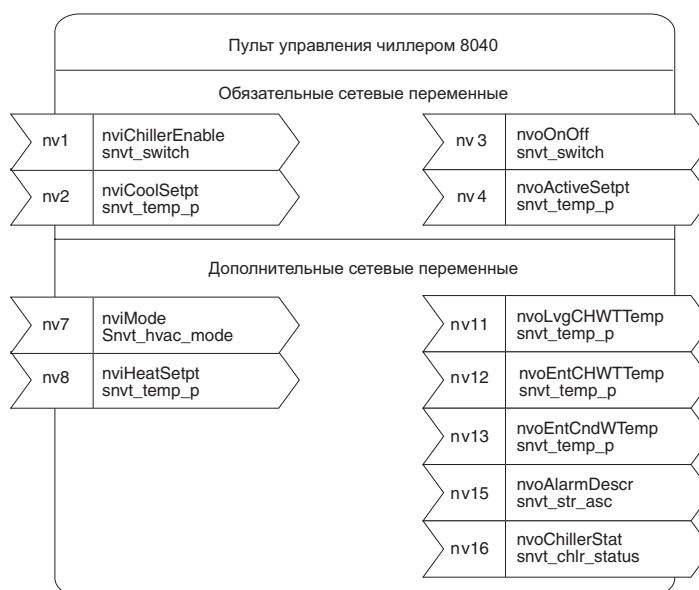 Пульт управления чиллером 8040
Обязательные сетевые переменные
nv1
nviChillerEnable
snvt_switch
nv2
nviCoolSetpt
snvt_temp_p
nv 3
nvoOnOff
snvt_switch
nv 4
nvoActiveSetpt
snvt_temp_p
Дополнительные сетевые переменные
nv7
nviMode
Snvt_hvac_mode
nv8
nviHeatSetpt
snvt_temp_p
nv11
nvoLvgCHWTTemp
snvt_temp_p
nv12
nvoEntCHWTTemp
snvt_temp_p
nv13
nvoEntCndWTemp
snvt_temp_p
nv15
nvoAlarmDescr
snvt_str_asc
nv16
nvoChillerStat
snvt_chlr_status